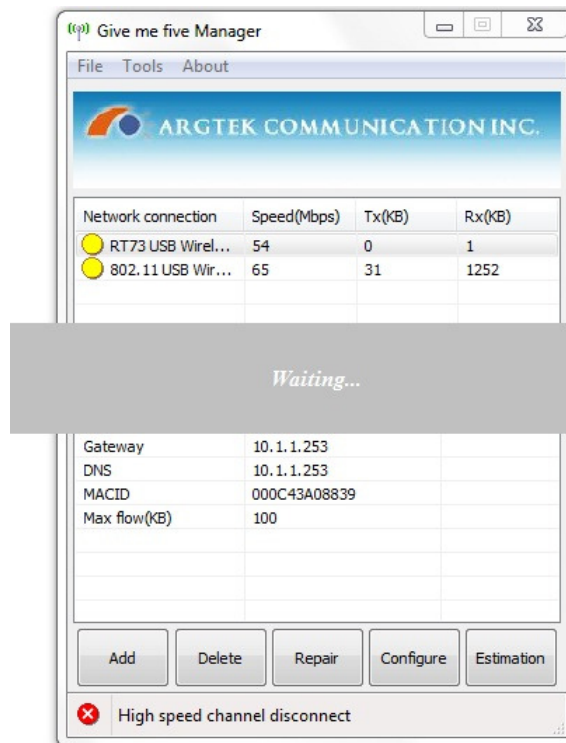 Give me five Manager
File Tools About
ARGTEK COMMUNICATION INC.
Network connection Speed(Mbps) Tx(KB) Rx(KB)
RT73 USB Wirel... 54 0 1
802.11 USB Wir... 65 31 1252
Waiting...
Gateway 10.1.1.253
DNS 10.1.1.253
MACID 000C43A08839
Max flow(KB) 100
Add Delete Repair Configure Estimation
High speed channel disconnect